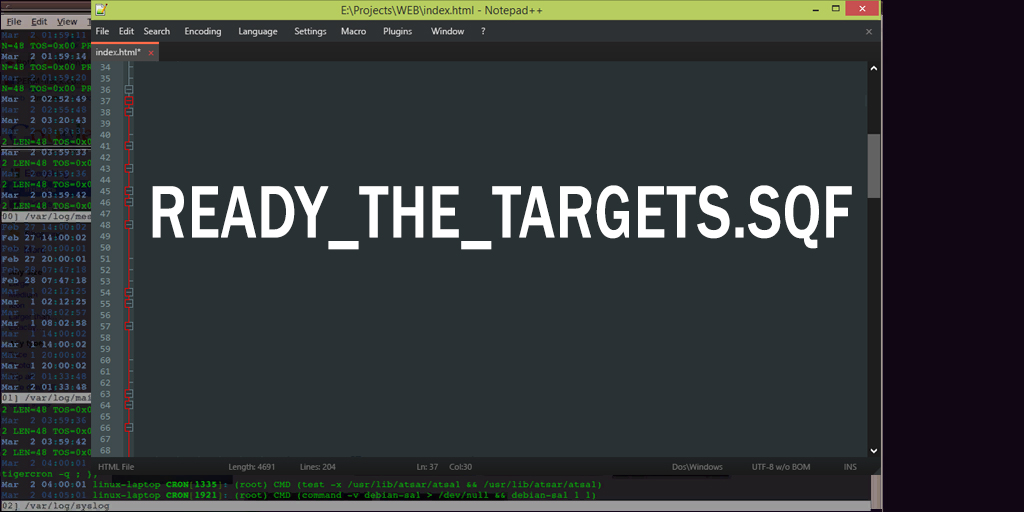 E:\Projects\WEB\index.html - Notepad++
File Edit View
File Edit Search Encoding Language Settings Macro Plugins Window ?
index.html*
Mar 2 01:59:11
N=48 TOS=0x00 PR
Mar 2 01:59:14
N=48 TOS=0x00 PR
Mar 2 01:59:20
N=48 TOS=0x00 PR
Mar 2 02:52:49
Mar 2 02:55:48
Mar 2 03:20:43
Mar 2 03:59:31
2 LEN=48 TOS=0x0
Mar 2 03:59:33
2 LEN=48 TOS=0x0
Mar 2 03:59:36
2 LEN=48 TOS=0x0
Mar 2 03:59:42
2 LEN=48 TOS=0x0
00] /var/log/mes
Feb 27 14:00:02
Feb 27 14:00:02
Feb 27 20:00:01
Feb 28 07:47:18
Feb 28 07:47:18
Mar 1 02:12:25
Mar 1 02:12:25
Mar 1 08:02:57
Mar 1 08:02:58
Mar 1 14:00:02
Mar 1 14:00:02
Mar 1 20:00:02
Mar 1 20:00:02
Mar 2 01:33:48
Mar 2 01:33:48
01] /var/log/mai
2 LEN=48 TOS=0x0
Mar 2 03:59:36
2 LEN=48 TOS=0x0
Mar 2 03:59:42
2 LEN=48 TOS=0x0
Mar 2 04:00:01
tigercron -q ; },
34
35
36
37
38
39
40
41
42
43
44
45
46
47
48
49
50
51
52
53
54
55
56
57
58
59
60
61
62
63
64
65
66
67
68
READY_THE_TARGETS.SQF
HTML File Length: 4691 Lines: 204 Ln: 37 Col:30 Dos\Windows UTF-8 w/o BOM INS
Mar 2 04:00:01 linux-laptop CRON[1335]: (root) CMD (test -x /usr/lib/atsar/atsa1 && /usr/lib/atsar/atsa1)
Mar 2 04:05:01 linux-laptop CRON[1921]: (root) CMD (command -v debian-sa1 > /dev/null && debian-sa1 1 1)
02] /var/log/syslog